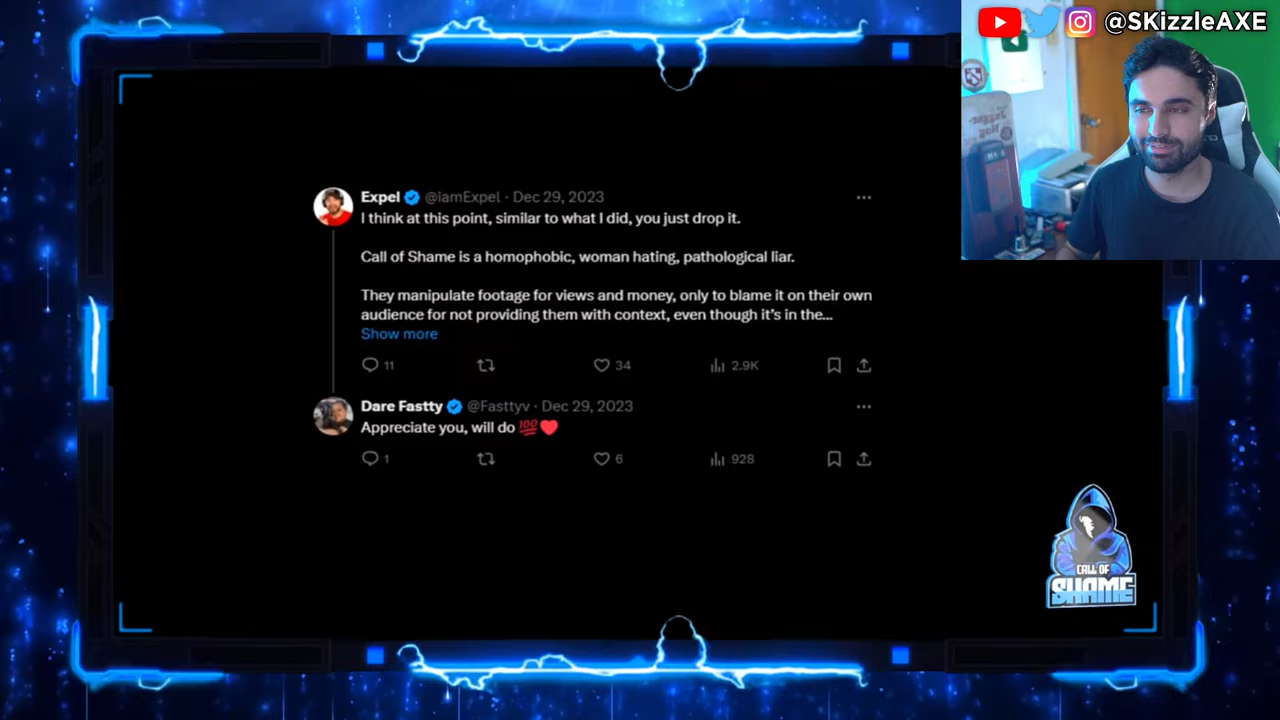 @SKizzleAXE
Expel @iamExpel · Dec 29, 2023
I think at this point, similar to what I did, you just drop it.
Call of Shame is a homophobic, woman hating, pathological liar.
They manipulate footage for views and money, only to blame it on their own
audience for not providing them with context, even though it's in the...
Show more
11 34 2.9K
Dare Fastty @Fasttyv · Dec 29, 2023
Appreciate you, will do 💯❤️
1 6 928
CALL OF
SHAME